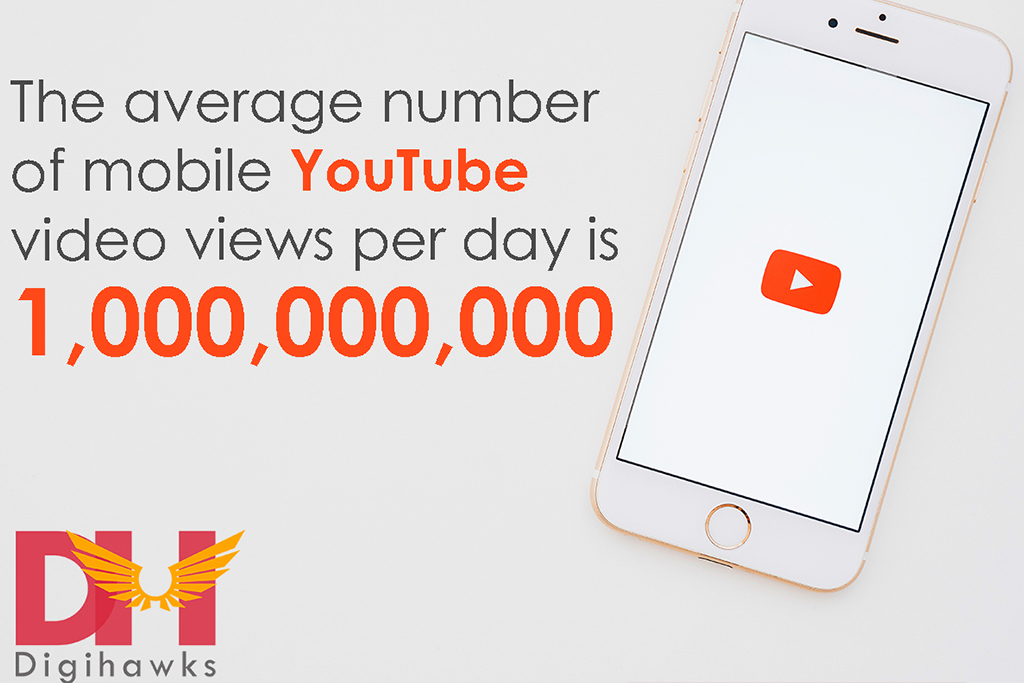 The average number
of mobile YouTube
video views per day is
1,000,000,000
DH
Digihawks